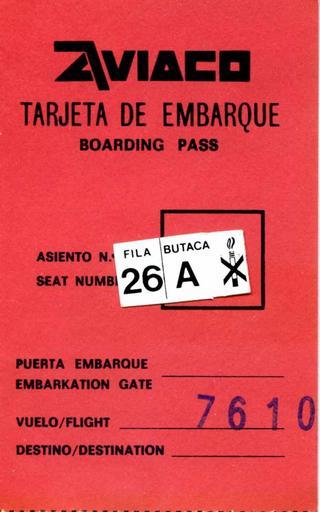 AVIACO
TARJETA DE EMBARQUE
BOARDING PASS
ASIENTO N.º
SEAT NUMB
FILA BUTACA
26 A
PUERTA EMBARQUE
EMBARKATION GATE
VUELO/FLIGHT 7610
DESTINO/DESTINATION